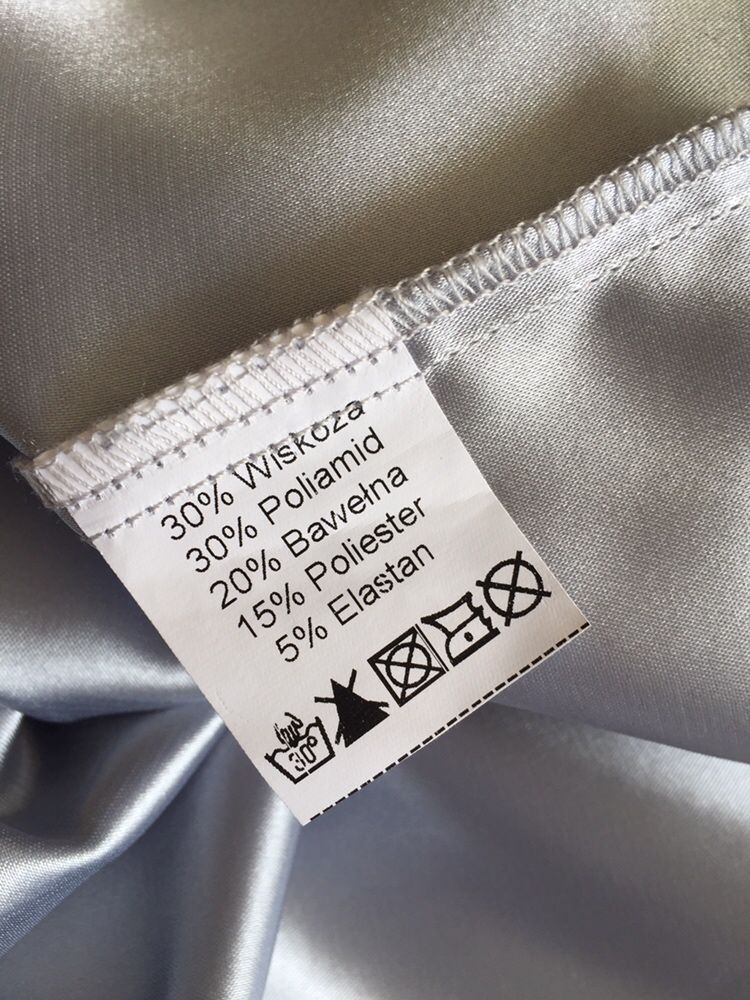 30% Wiskoza
30% Poliamid
20% Bawełna
15% Poliester
5% Elastan
30°